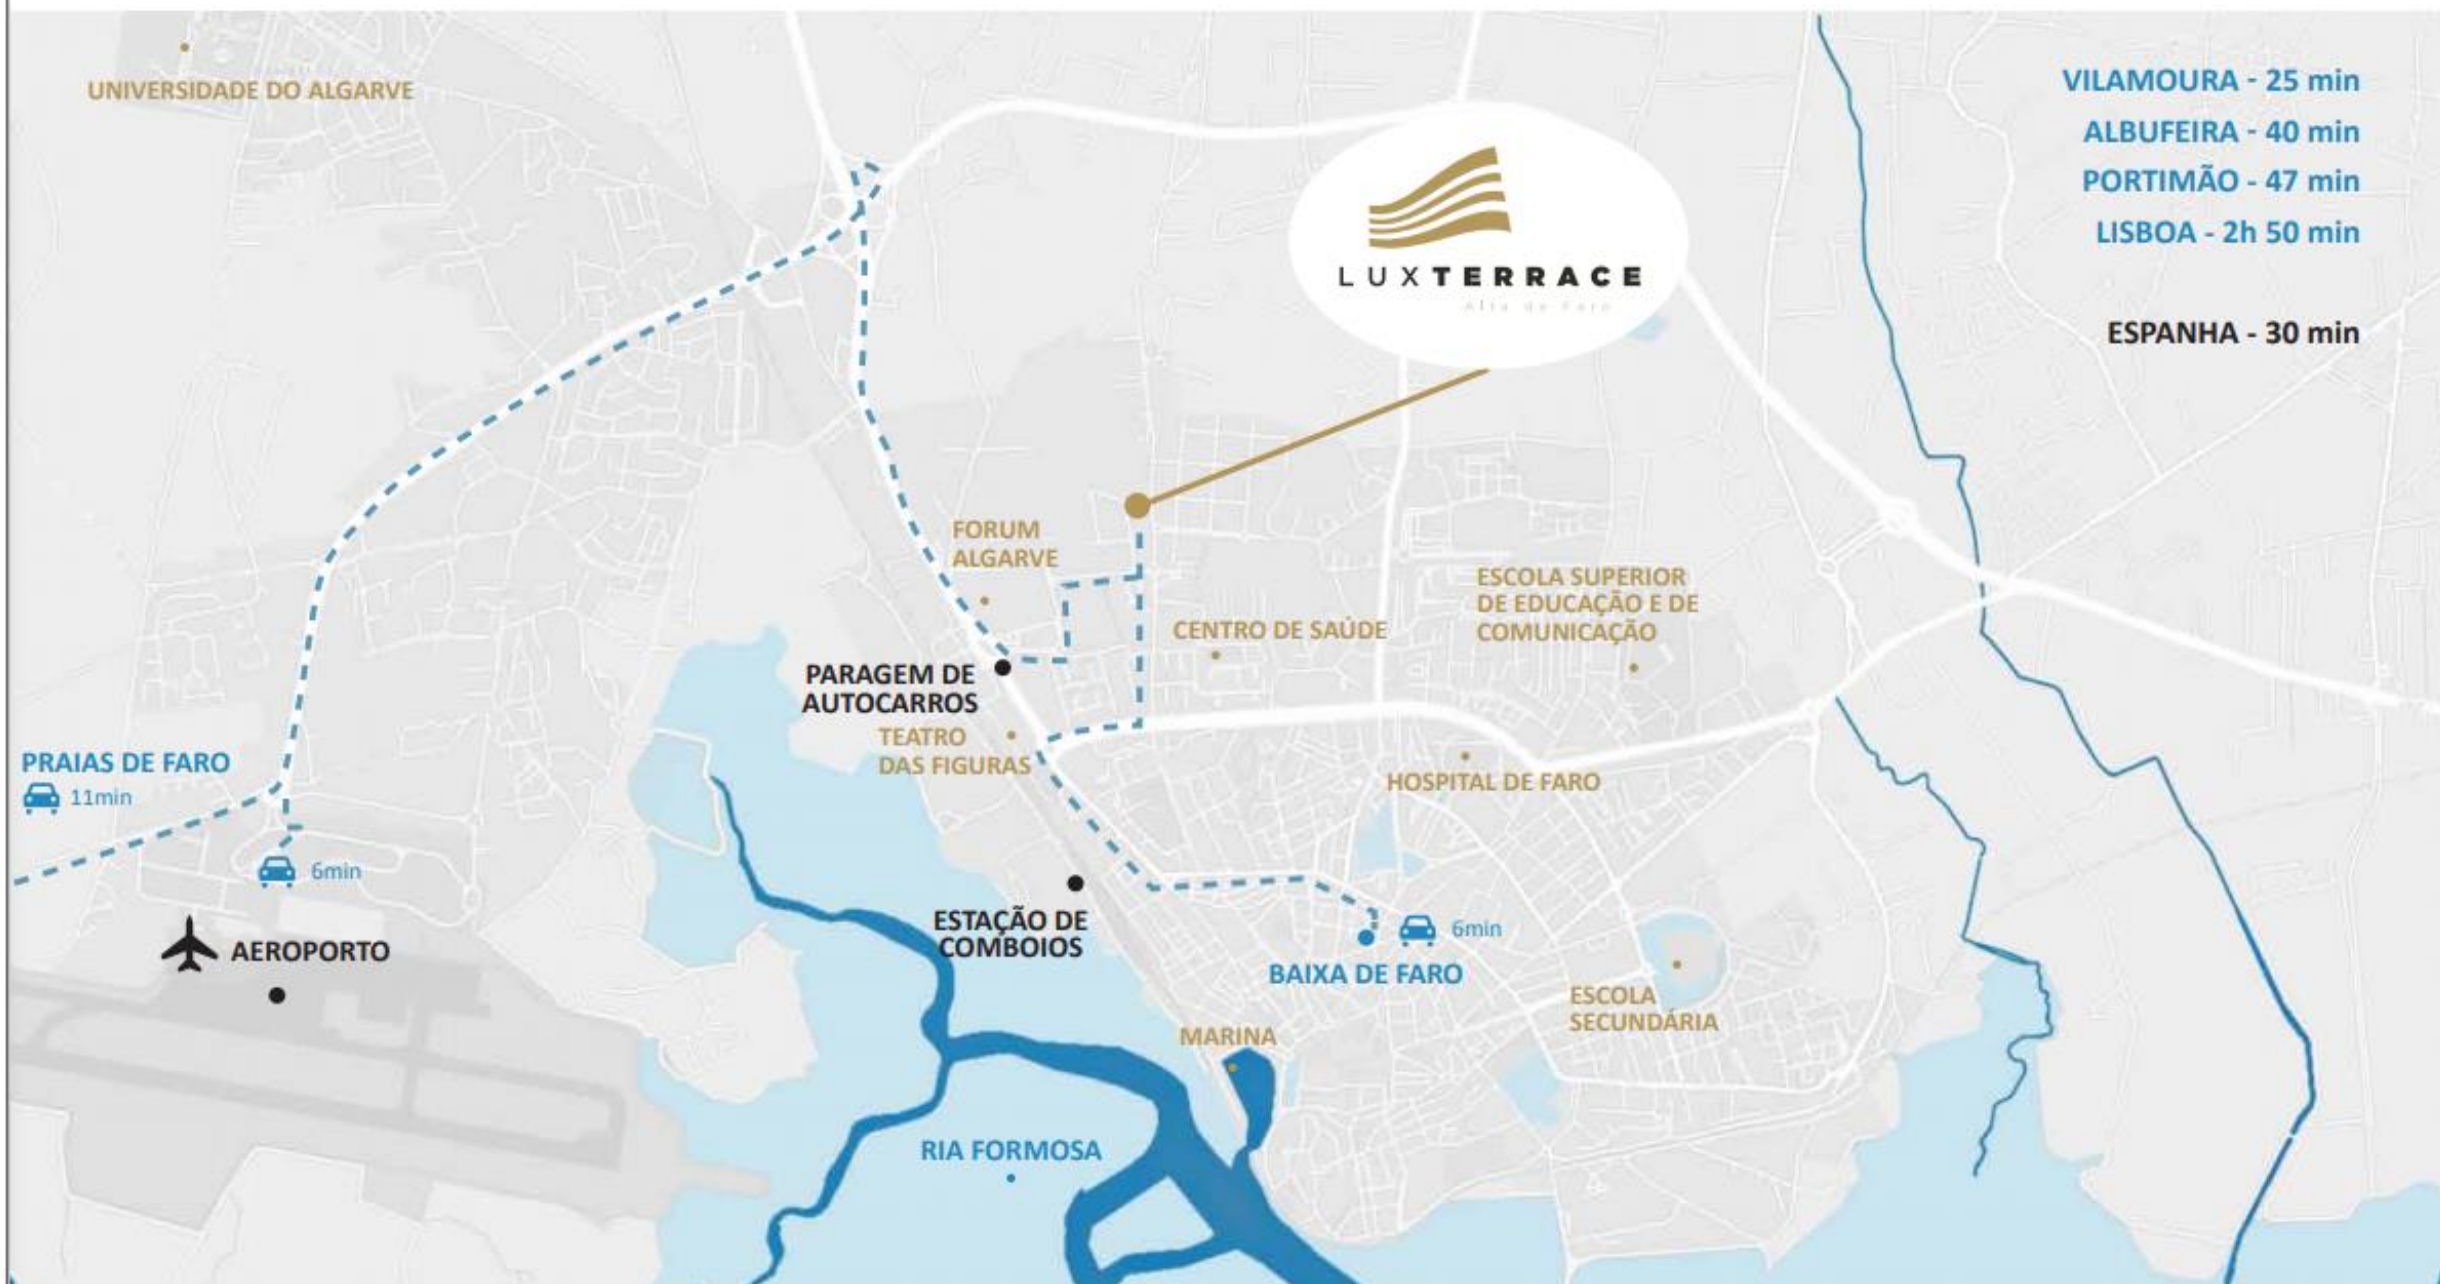 UNIVERSIDADE DO ALGARVE
VILAMOURA - 25 min
ALBUFEIRA - 40 min
PORTIMÃO - 47 min
LISBOA - 2h 50 min
ESPANHA - 30 min
LUXTERRACE
Alta de Faro
FORUM
ALGARVE
ESCOLA SUPERIOR
DE EDUCAÇÃO E DE
COMUNICAÇÃO
CENTRO DE SAÚDE
PARAGEM DE
AUTOCARROS
TEATRO
DAS FIGURAS
PRAIAS DE FARO
11min
HOSPITAL DE FARO
6min
AEROPORTO
ESTAÇÃO DE
COMBOIOS
6min
BAIXA DE FARO
ESCOLA
SECUNDÁRIA
MARINA
RIA FORMOSA